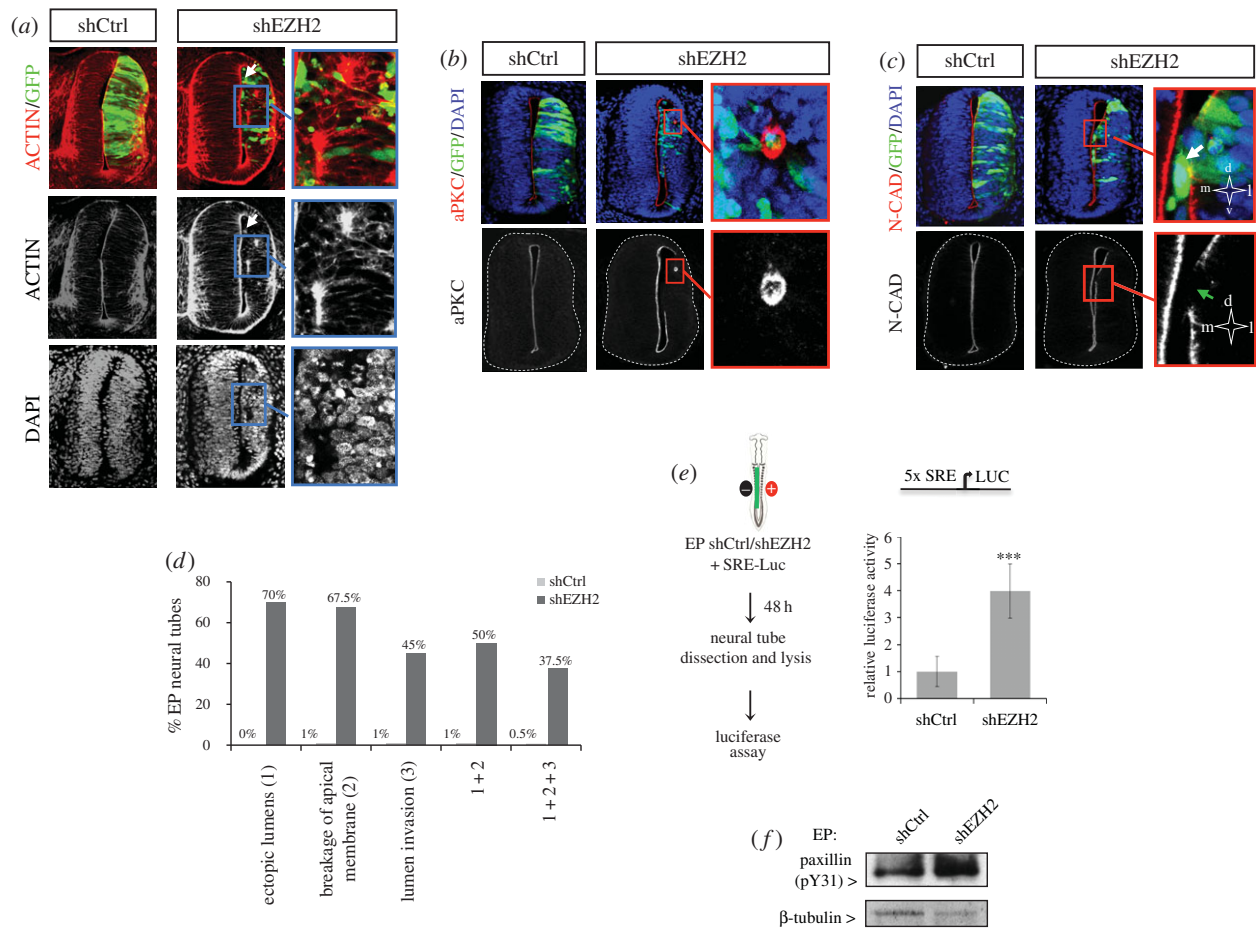 (a)
shCtrl
shEZH2
ACTIN/GFP
ACTIN
DAPI
(b)
shCtrl
shEZH2
aPKC/GFP/DAPI
aPKC
(c)
shCtrl
shEZH2
N-CAD/GFP/DAPI
d
m
l
v
N-CAD
d
m
l
v
(d)
% EP neural tubes
80
60
40
20
0
shCtrl
shEZH2
0%
70%
1%
67.5%
1%
45%
1%
50%
0.5%
37.5%
ectopic lumens (1)
breakage of apical
membrane (2)
lumen invasion (3)
1 + 2
1 + 2 + 3
(e)
–
+
EP shCtrl/shEZH2
+ SRE-Luc
48 h
neural tube
dissection and lysis
luciferase
assay
5x SRE
LUC
relative luciferase activity
6
5
4
3
2
1
0
***
shCtrl
shEZH2
(f)
EP:
shCtrl
shEZH2
paxillin
(pY31) >
β-tubulin >